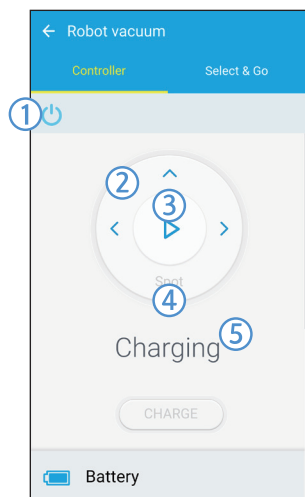 Robot vacuum
Controller Select & Go
1
2
3
Spot
4
5
Charging
CHARGE
Battery